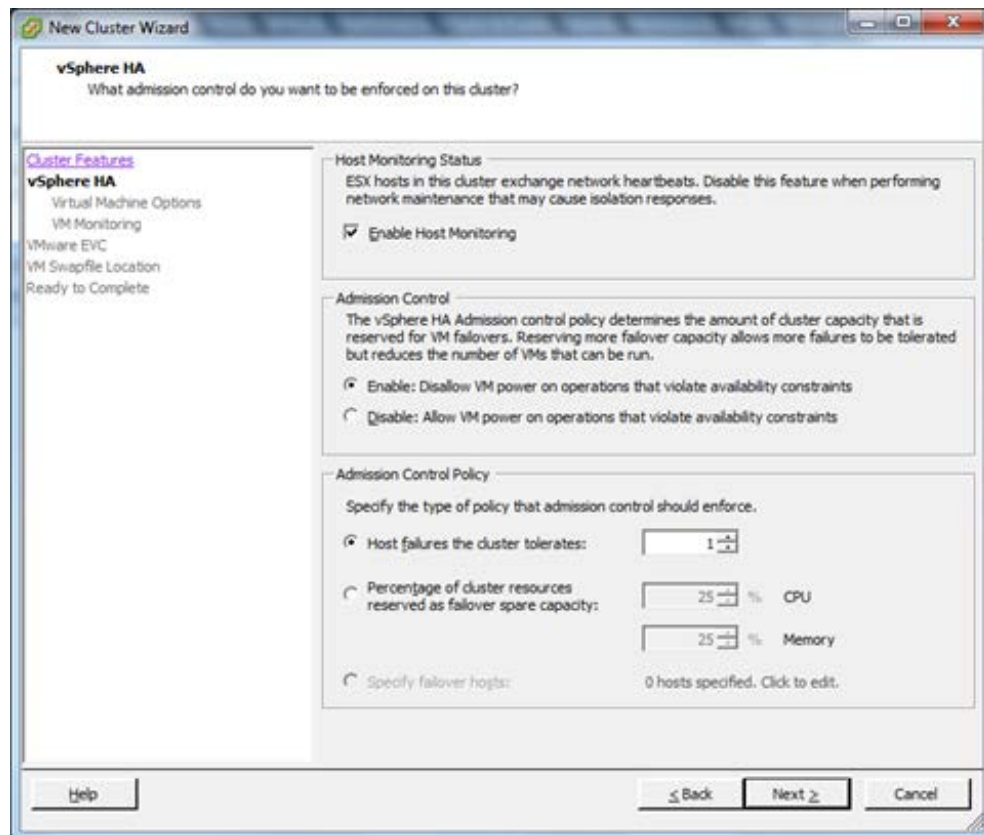 New Cluster Wizard
vSphere HA
What admission control do you want to be enforced on this cluster?
Cluster Features
vSphere HA
Virtual Machine Options
VM Monitoring
VMware EVC
VM Swapfile Location
Ready to Complete
Host Monitoring Status
ESX hosts in this cluster exchange network heartbeats. Disable this feature when performing
network maintenance that may cause isolation responses.
Enable Host Monitoring
Admission Control
The vSphere HA Admission control policy determines the amount of cluster capacity that is
reserved for VM failovers. Reserving more failover capacity allows more failures to be tolerated
but reduces the number of VMs that can be run.
Enable: Disallow VM power on operations that violate availability constraints
Disable: Allow VM power on operations that violate availability constraints
Admission Control Policy
Specify the type of policy that admission control should enforce.
Host failures the cluster tolerates: 1
Percentage of cluster resources
reserved as failover spare capacity: 25 % CPU
25 % Memory
Specify failover hosts: 0 hosts specified. Click to edit.
Help < Back Next > Cancel